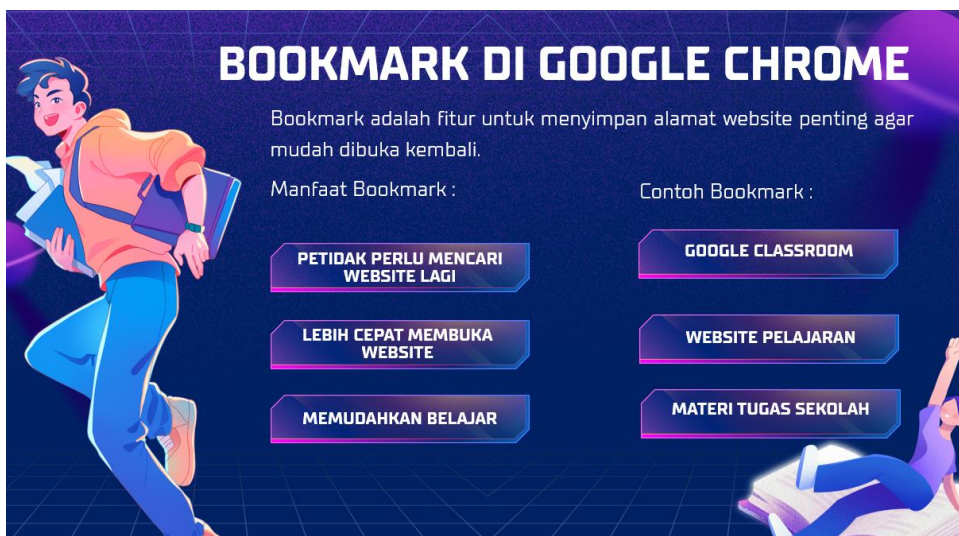 BOOKMARK DI GOOGLE CHROME
Bookmark adalah fitur untuk menyimpan alamat website penting agar
mudah dibuka kembali.
Manfaat Bookmark :
PETIDAK PERLU MENCARI
WEBSITE LAGI
LEBIH CEPAT MEMBUKA
WEBSITE
MEMUDAHKAN BELAJAR
Contoh Bookmark :
GOOGLE CLASSROOM
WEBSITE PELAJARAN
MATERI TUGAS SEKOLAH